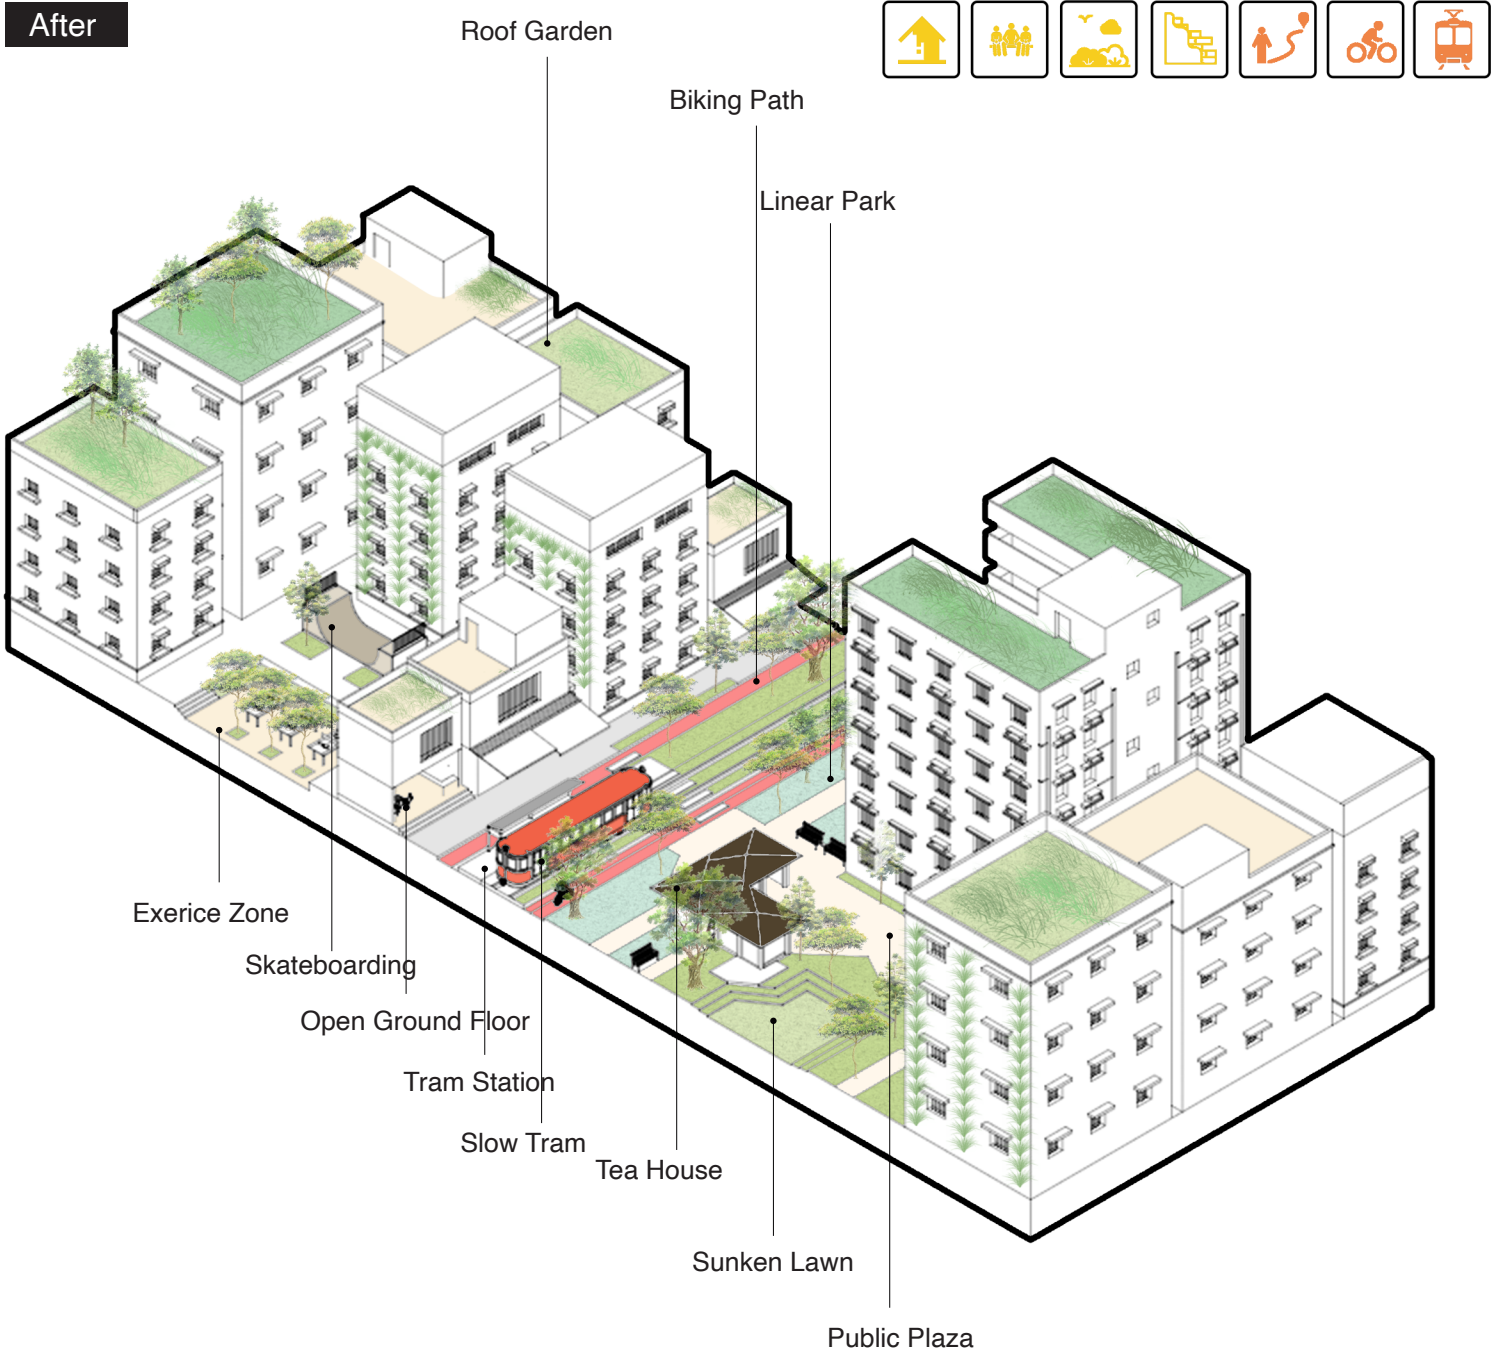 After
Roof Garden
Biking Path
Linear Park
Exerice Zone
Skateboarding
Open Ground Floor
Tram Station
Slow Tram
Tea House
Sunken Lawn
Public Plaza